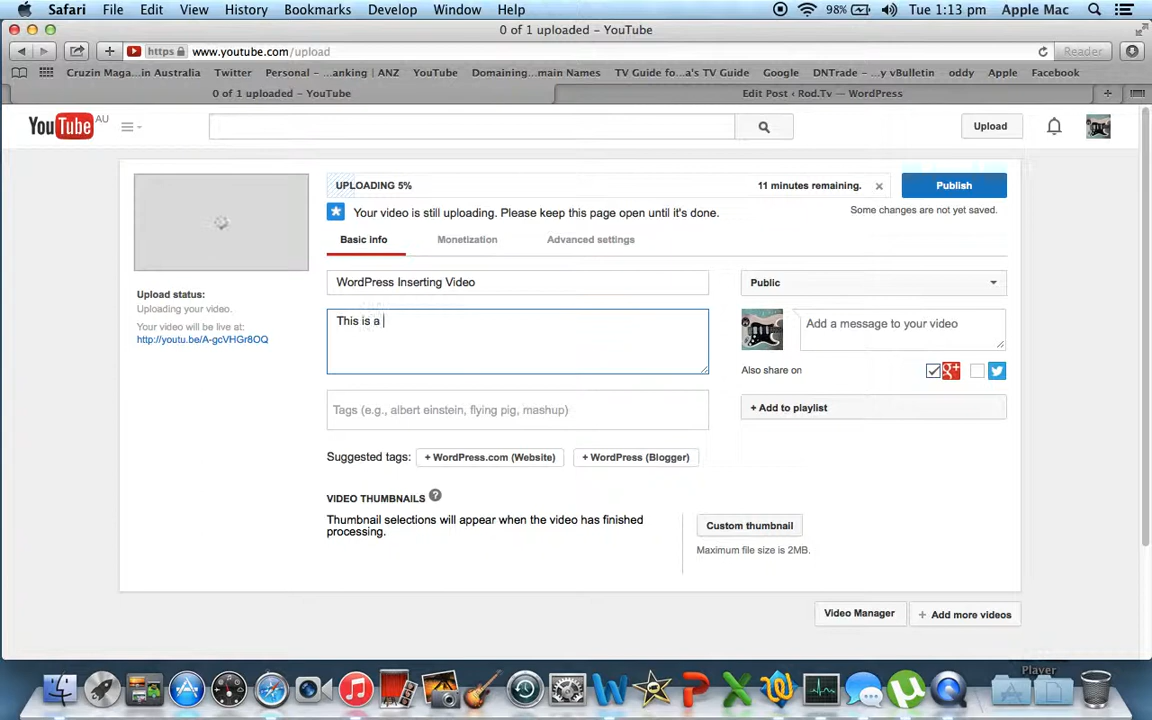 Safari File Edit View History Bookmarks Develop Window Help 98% Tue 1:13 pm Apple Mac
0 of 1 uploaded – YouTube
https www.youtube.com/upload Reader
Cruzin Maga...in Australia Twitter Personal – ...anking | ANZ YouTube Domaining...main Names TV Guide fo...a's TV Guide Google DNTrade – ...y vBulletin oddy Apple Facebook
0 of 1 uploaded – YouTube Edit Post ‹ Rod.Tv — WordPress
YouTube AU Upload
UPLOADING 5% 11 minutes remaining. Publish
Your video is still uploading. Please keep this page open until it's done. Some changes are not yet saved.
Basic info Monetization Advanced settings
WordPress Inserting Video Public
Upload status:
Uploading your video.
Your video will be live at:
http://youtu.be/A-gcVHGr8OQ
This is a
Add a message to your video
Also share on
Tags (e.g., albert einstein, flying pig, mashup) + Add to playlist
Suggested tags: + WordPress.com (Website) + WordPress (Blogger)
VIDEO THUMBNAILS ?
Thumbnail selections will appear when the video has finished
processing.
Custom thumbnail
Maximum file size is 2MB.
Video Manager + Add more videos
Player